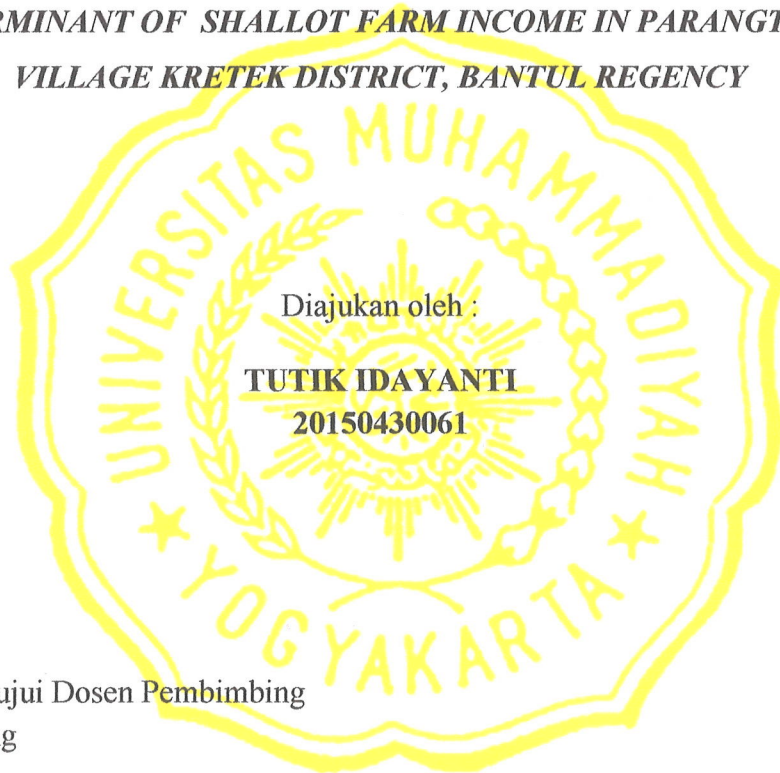 RMINANT OF SHALLOT FARM INCOME IN PARANGT
VILLAGE KRETEK DISTRICT, BANTUL REGENCY
UNIVERSITAS MUHAMMADIYAH
YOGYAKARTA
Diajukan oleh :
TUTIK IDAYANTI
20150430061
ujui Dosen Pembimbing
g